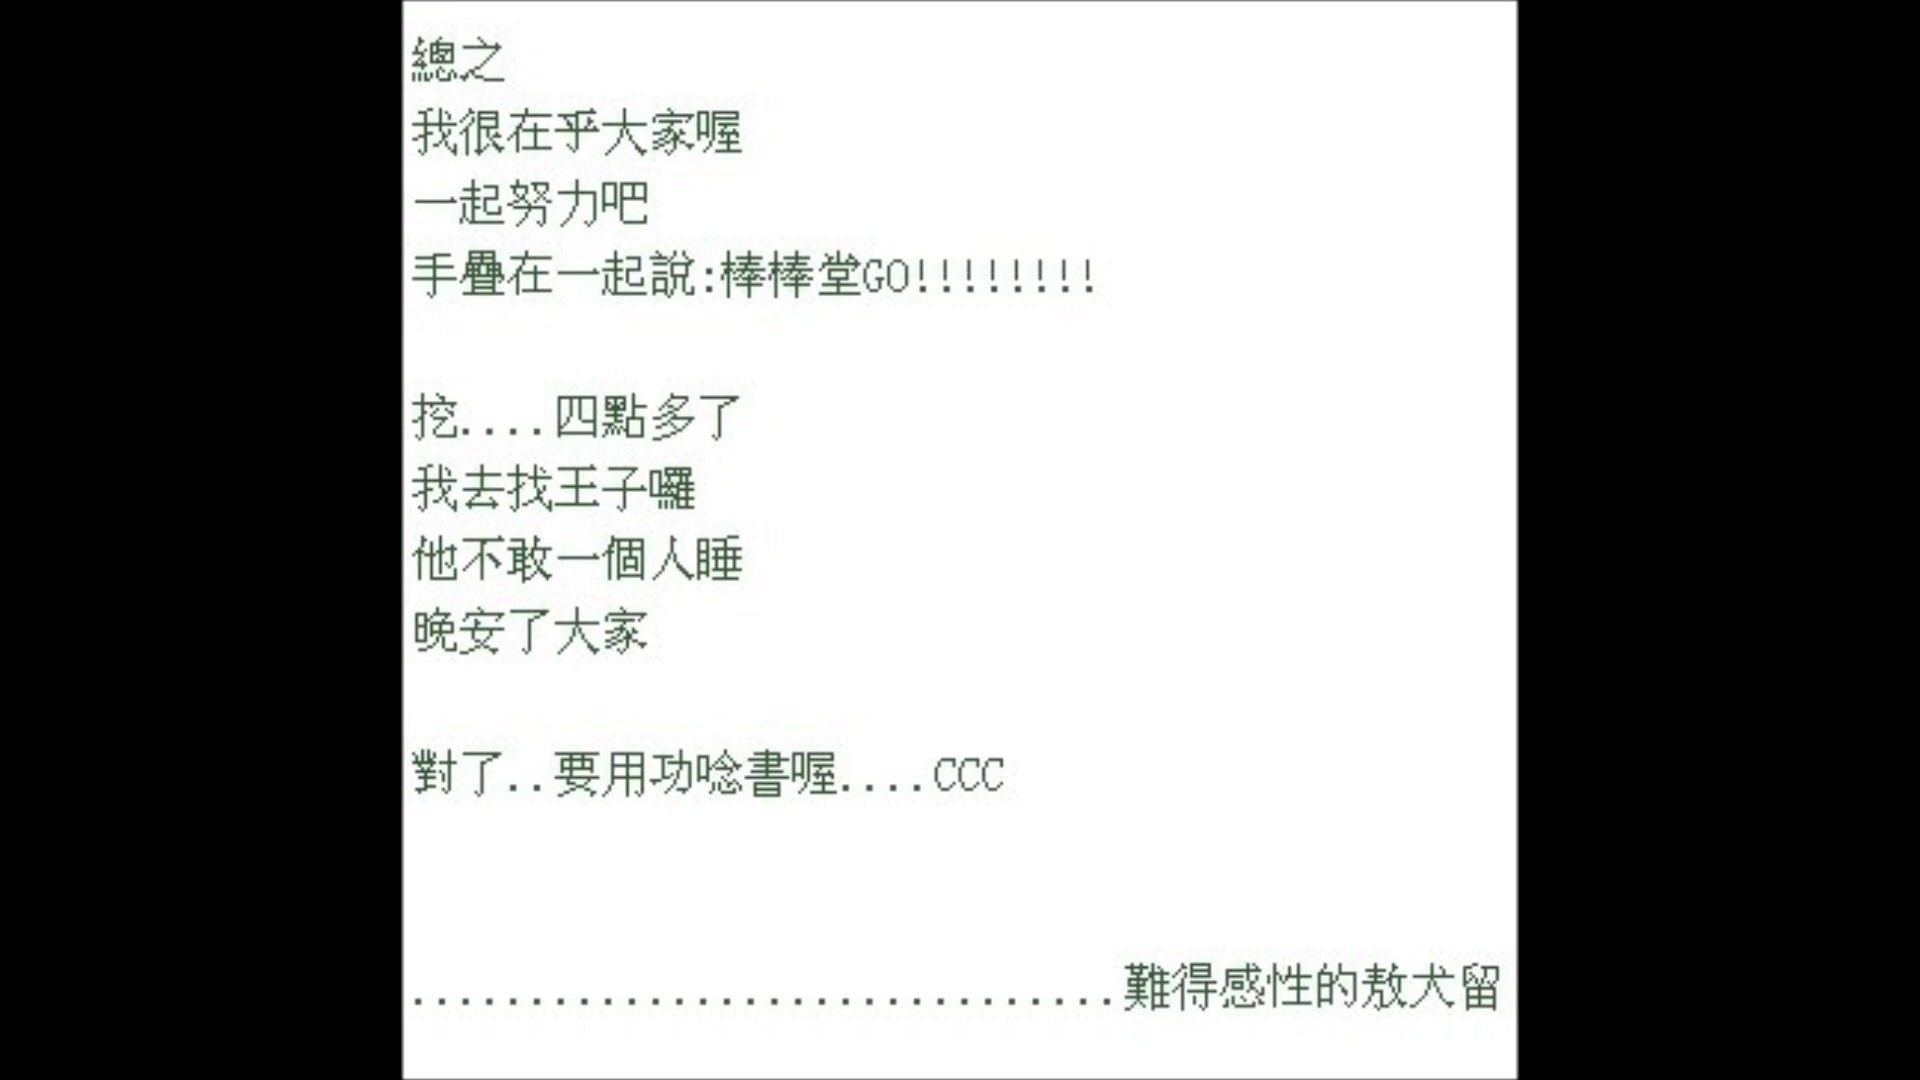 總之
我很在乎大家喔
一起努力吧
手疊在一起說:棒棒堂GO!!!!!!!!
挖....四點多了
我去找王子囉
他不敢一個人睡
晚安了大家
對了..要用功唸書喔....CCC
..............................難得感性的敖犬留